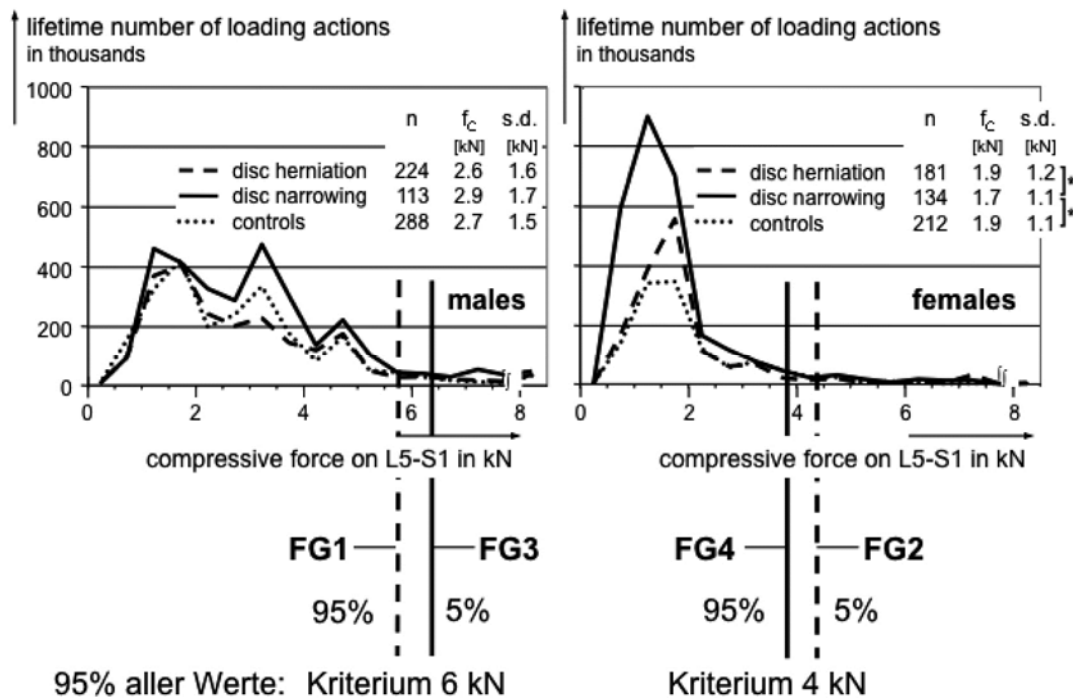 lifetime number of loading actions
in thousands
1000
800
600
400
200
0
n f_C s.d.
[kN] [kN]
disc herniation 224 2.6 1.6
disc narrowing 113 2.9 1.7
controls 288 2.7 1.5
males
0 2 4 6 8
compressive force on L5-S1 in kN
FG1 FG3
95% 5%
lifetime number of loading actions
in thousands
n f_C s.d.
[kN] [kN]
disc herniation 181 1.9 1.2
disc narrowing 134 1.7 1.1
controls 212 1.9 1.1
*
*
females
0 2 4 6 8
compressive force on L5-S1 in kN
FG4 FG2
95% 5%
95% aller Werte: Kriterium 6 kN Kriterium 4 kN